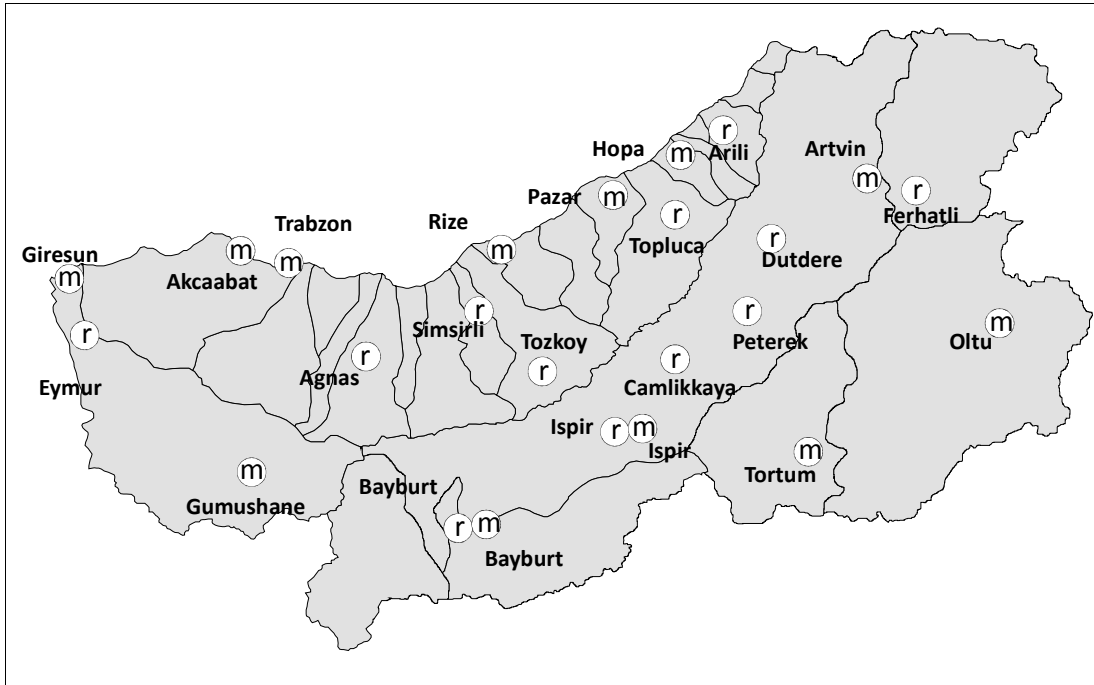 r
Hopa
m
Arili
Artvin
m
Pazar
m
r
Ferhatli
r
Topluca
Trabzon
Rize
m
r
Dutdere
Giresun
m
m
m
Akcaabat
r
Simsirli
r
Peterek
m
Oltu
r
Eymur
r
Agnas
Tozkoy
r
r
Camlikkaya
Ispir
r
m
Ispir
m
Tortum
m
Gumushane
Bayburt
r
m
Bayburt